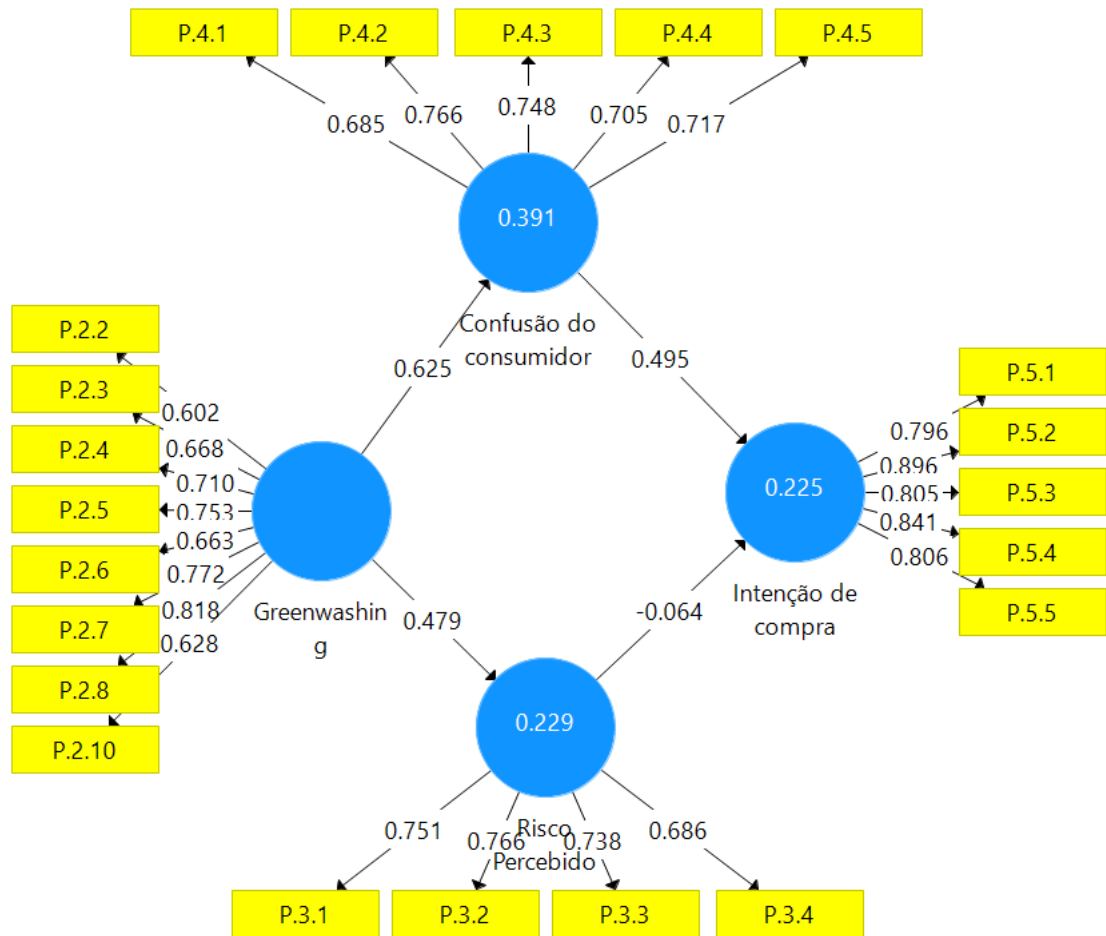 P.4.1
P.4.2
P.4.3
P.4.4
P.4.5
0.685
0.766
0.748
0.705
0.717
0.391
Confusão do
consumidor
0.625
0.495
P.2.2
P.2.3
P.2.4
P.2.5
P.2.6
P.2.7
P.2.8
P.2.10
0.602
0.668
0.710
0.753
0.663
0.772
0.818
0.628
Greenwashin
g
0.479
0.225
Intenção de
compra
-0.064
0.796
0.896
0.805
0.841
0.806
P.5.1
P.5.2
P.5.3
P.5.4
P.5.5
0.229
Risco
Percebido
0.751
0.766
0.738
0.686
P.3.1
P.3.2
P.3.3
P.3.4